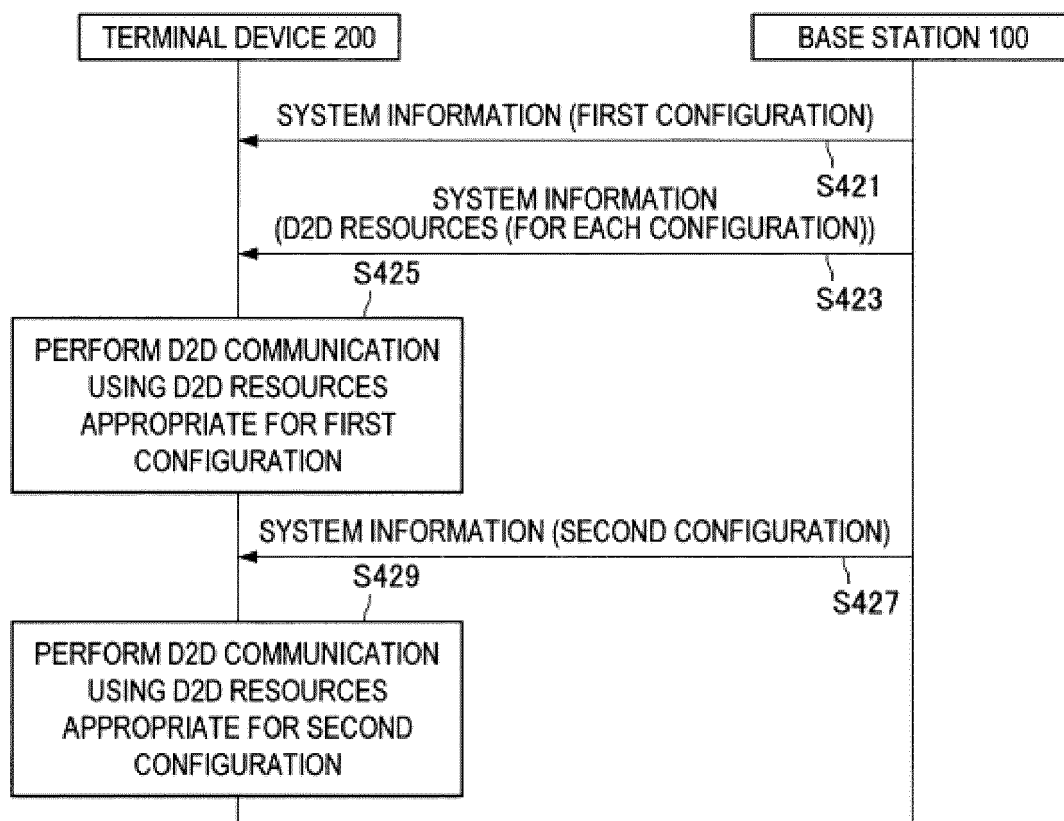 TERMINAL DEVICE 200
BASE STATION 100
SYSTEM INFORMATION (FIRST CONFIGURATION)
S421
SYSTEM INFORMATION
(D2D RESOURCES (FOR EACH CONFIGURATION))
S423
S425
PERFORM D2D COMMUNICATION
USING D2D RESOURCES
APPROPRIATE FOR FIRST
CONFIGURATION
SYSTEM INFORMATION (SECOND CONFIGURATION)
S427
S429
PERFORM D2D COMMUNICATION
USING D2D RESOURCES
APPROPRIATE FOR SECOND
CONFIGURATION